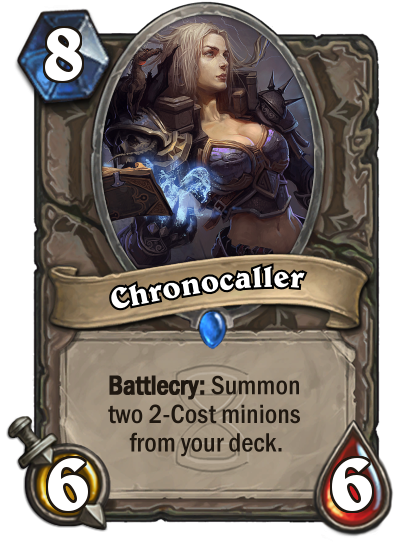 8
Chronocaller
Battlecry: Summon
two 2-Cost minions
from your deck.
6
6